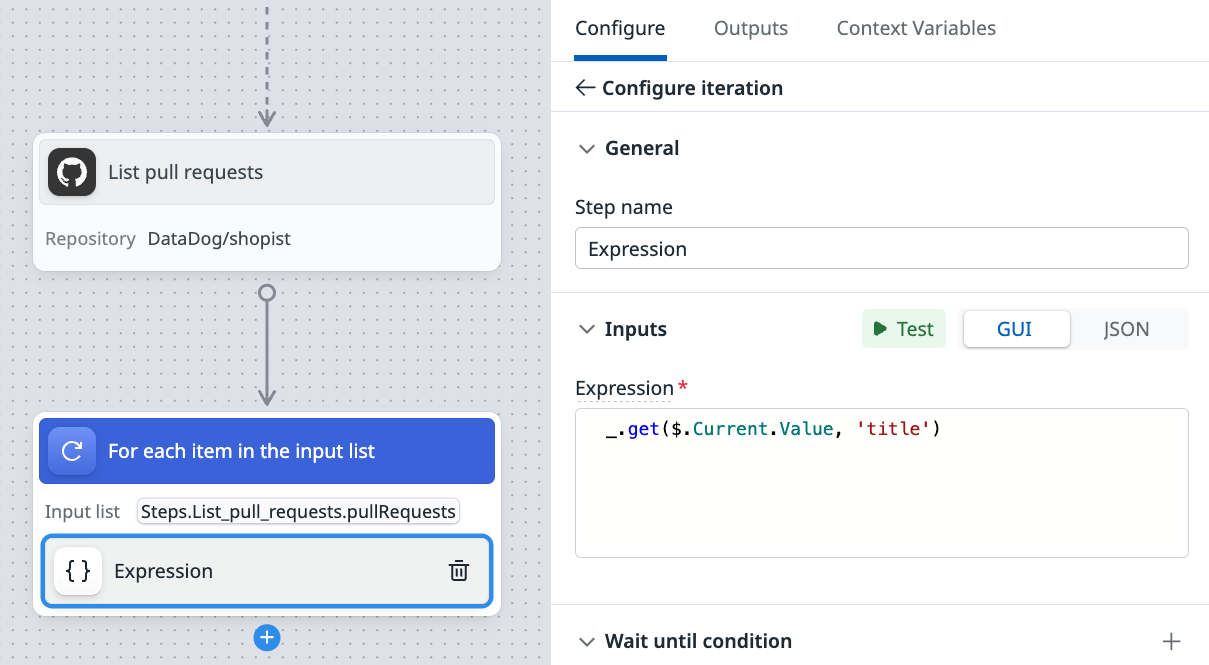 List pull requests
Repository DataDog/shopist
For each item in the input list
Input list Steps.List_pull_requests.pullRequests
{ } Expression
Configure Outputs Context Variables
Configure iteration
General
Step name
Expression
Inputs Test GUI JSON
Expression *
_.get($.Current.Value, 'title')
Wait until condition